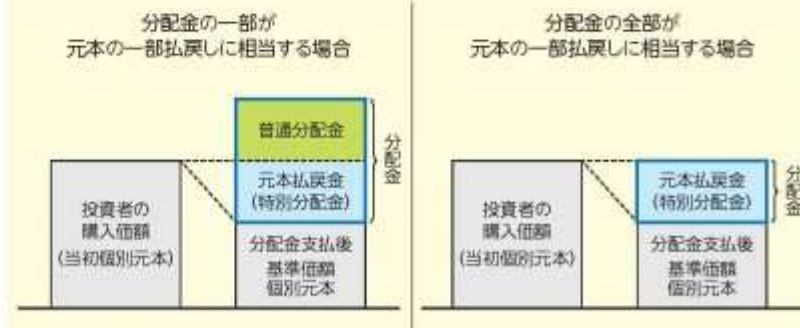 分配金の一部が
元本の一部払戻しに相当する場合
普通分配金
元本払戻金
(特別分配金)
分配金
投資者の
購入価額
(当初個別元本)
分配金支払後
基準価額
個別元本
分配金の全部が
元本の一部払戻しに相当する場合
元本払戻金
(特別分配金)
分配金
投資者の
購入価額
(当初個別元本)
分配金支払後
基準価額
個別元本